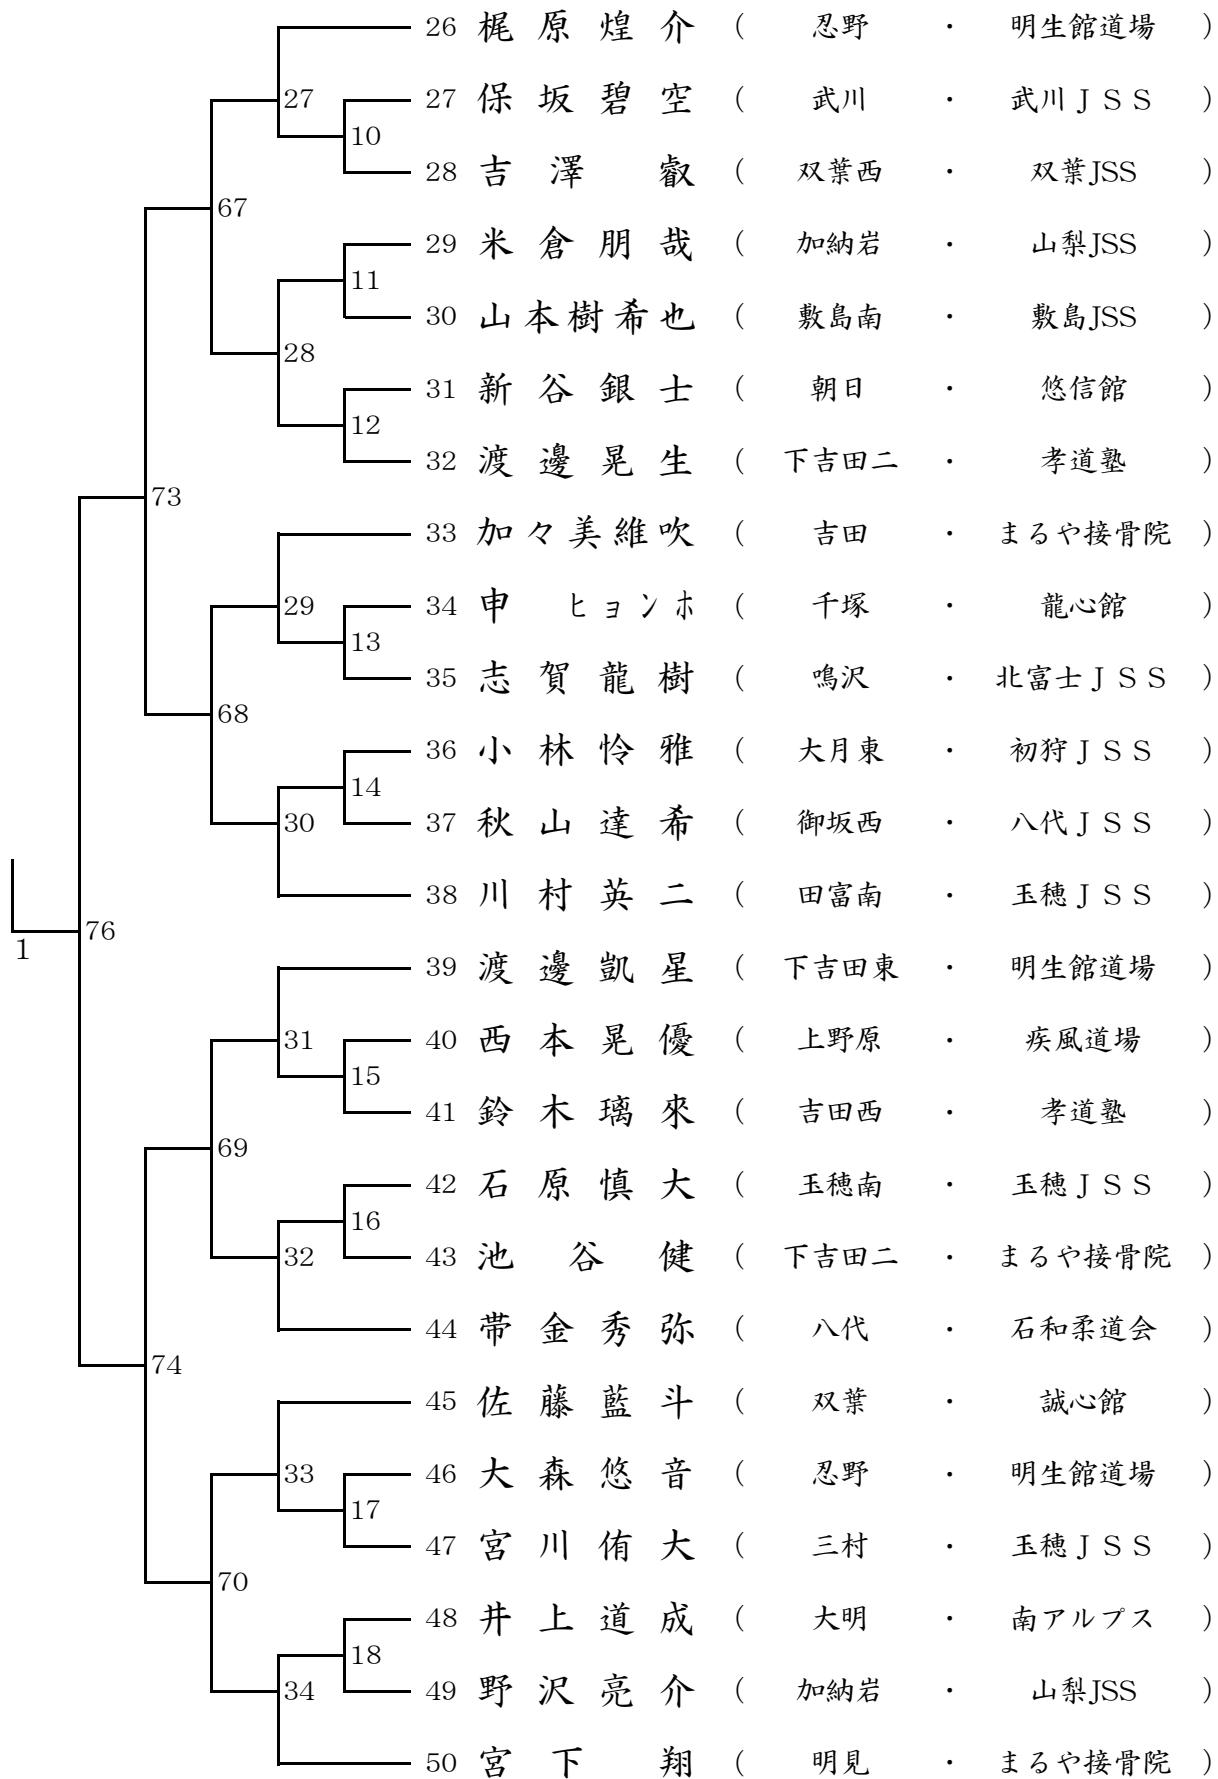 26 梶原煌介 ( 忍野 ・ 明生館道場 )
27
27 保坂碧空 ( 武川 ・ 武川ＪＳＳ )
10
28 吉澤 叡 ( 双葉西 ・ 双葉JSS )
67
29 米倉朋哉 ( 加納岩 ・ 山梨JSS )
11
30 山本樹希也 ( 敷島南 ・ 敷島JSS )
28
31 新谷銀士 ( 朝日 ・ 悠信館 )
12
32 渡邊晃生 ( 下吉田二 ・ 孝道塾 )
73
33 加々美維吹 ( 吉田 ・ まるや接骨院 )
29
34 申 ヒョンホ ( 千塚 ・ 龍心館 )
13
35 志賀龍樹 ( 鳴沢 ・ 北富士ＪＳＳ )
68
36 小林怜雅 ( 大月東 ・ 初狩ＪＳＳ )
14
30
37 秋山達希 ( 御坂西 ・ 八代ＪＳＳ )
38 川村英二 ( 田富南 ・ 玉穂ＪＳＳ )
76
1
39 渡邊凱星 ( 下吉田東 ・ 明生館道場 )
31
40 西本晃優 ( 上野原 ・ 疾風道場 )
15
41 鈴木璃來 ( 吉田西 ・ 孝道塾 )
69
42 石原慎大 ( 玉穂南 ・ 玉穂ＪＳＳ )
16
32
43 池谷健 ( 下吉田二 ・ まるや接骨院 )
44 帯金秀弥 ( 八代 ・ 石和柔道会 )
74
45 佐藤藍斗 ( 双葉 ・ 誠心館 )
33
46 大森悠音 ( 忍野 ・ 明生館道場 )
17
47 宮川侑大 ( 三村 ・ 玉穂ＪＳＳ )
70
48 井上道成 ( 大明 ・ 南アルプス )
18
34
49 野沢亮介 ( 加納岩 ・ 山梨JSS )
50 宮下 翔 ( 明見 ・ まるや接骨院 )